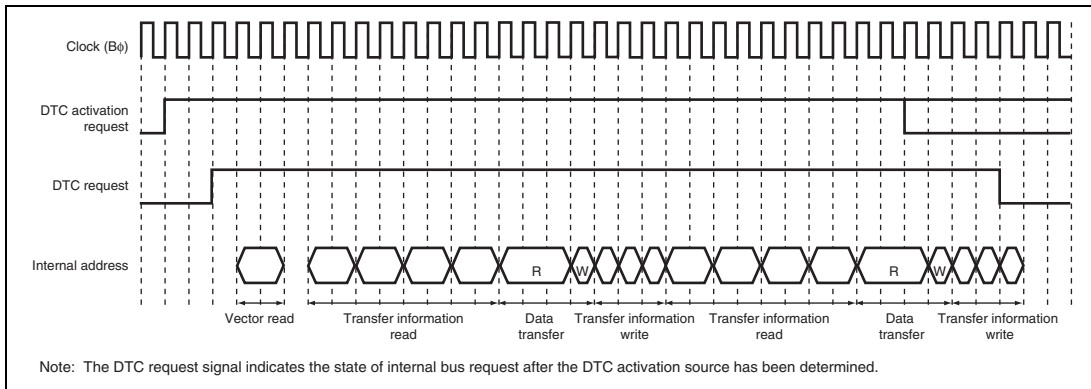 Clock (Bφ)
DTC activation
request
DTC request
Internal address
R
W
R
W
Vector read
Transfer information
read
Data
transfer
Transfer information
write
Transfer information
read
Data
transfer
Transfer information
write
Note: The DTC request signal indicates the state of internal bus request after the DTC activation source has been determined.